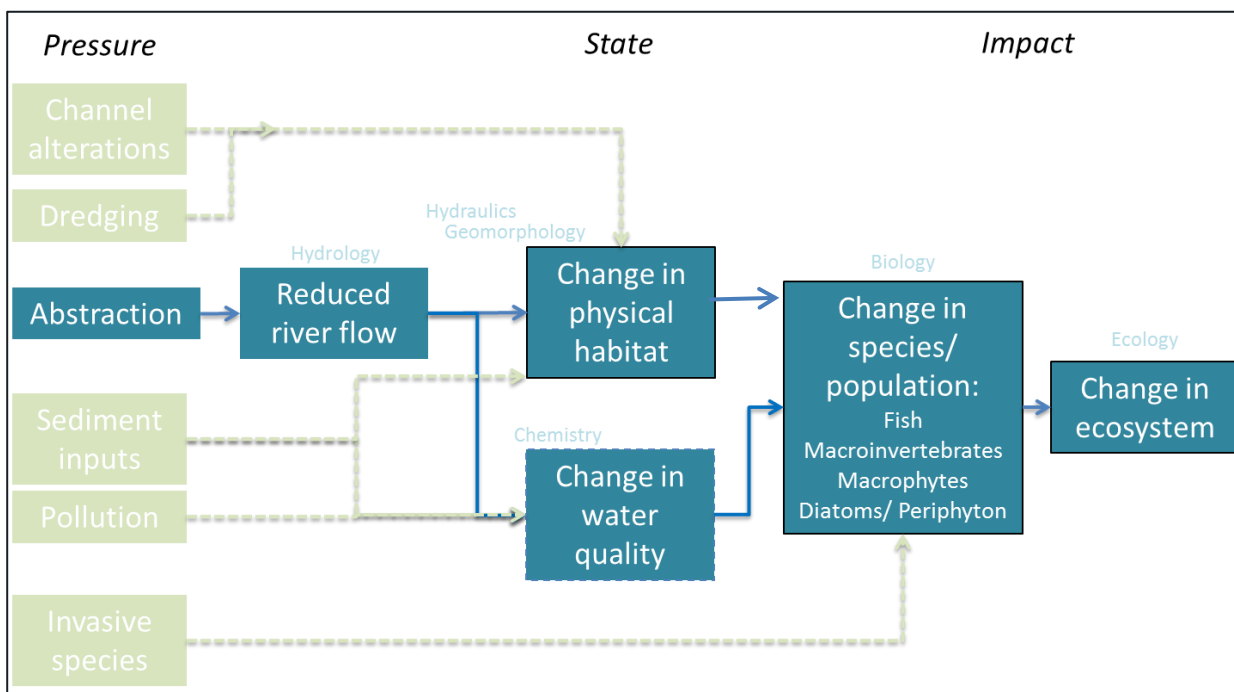 Pressure
State
Impact
Channel
alterations
Dredging
Hydraulics
Geomorphology
Hydrology
Biology
Abstraction
Reduced
river flow
Change in
physical
habitat
Change in
species/
population:
Fish
Macroinvertebrates
Macrophytes
Diatoms/ Periphyton
Ecology
Change in
ecosystem
Sediment
inputs
Pollution
Chemistry
Change in
water
quality
Invasive
species